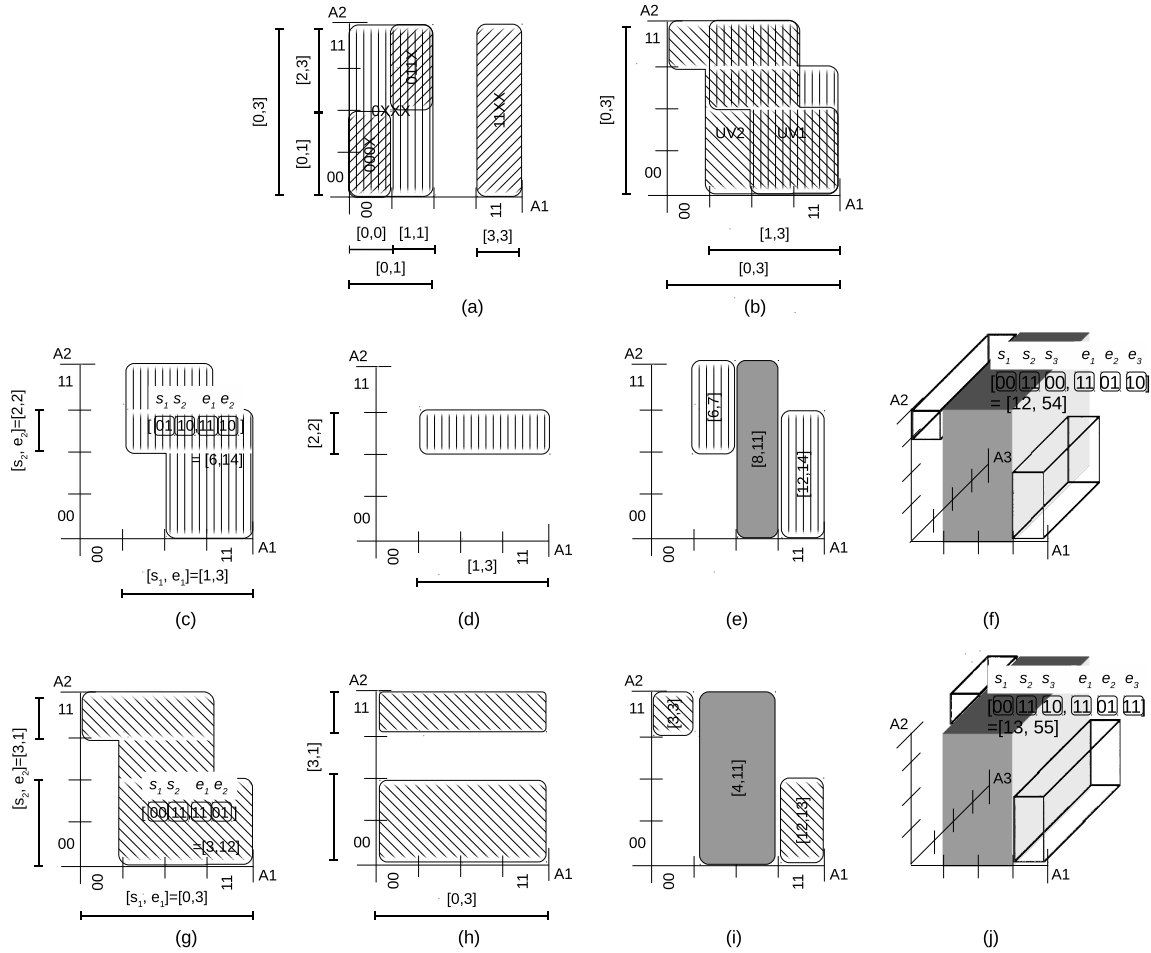 A2
11
00
[0,3]
[2,3]
[0,1]
0XXX
011X
000X
11XX
00
11
A1
[0,0] [1,1] [3,3]
[0,1]
(a)
A2
11
00
[0,3]
UV2 UV1
00
11
A1
[1,3]
[0,3]
(b)
A2
11
00
[s2, e2]=[2,2]
s1 s2 e1 e2
[01 10, 11 10]
= [6,14]
00
11
A1
[s1, e1]=[1,3]
(c)
A2
11
00
[2,2]
00
11
A1
[1,3]
(d)
A2
11
00
[6,7]
[8,11]
[12,14]
00
11
A1
(e)
s1 s2 s3 e1 e2 e3
[00 11 00, 11 01 10]
= [12, 54]
A2
A3
A1
(f)
A2
11
00
[s2, e2]=[3,1]
s1 s2 e1 e2
[00 11 11 01]
=[3,12]
00
11
A1
[s1, e1]=[0,3]
(g)
A2
11
00
[3,1]
00
11
A1
[0,3]
(h)
A2
11
00
[3,3]
[4,11]
[12,13]
00
11
A1
(i)
s1 s2 s3 e1 e2 e3
[00 11 10, 11 01 11]
=[13, 55]
A2
A3
A1
(j)